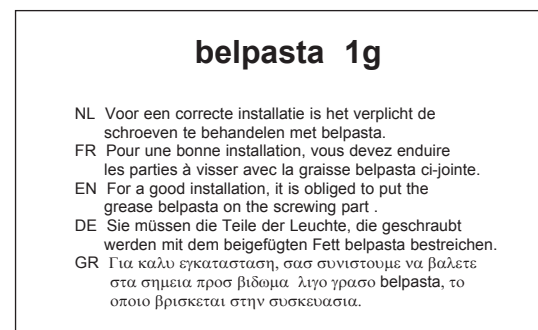 belpasta 1g
NL Voor een correcte installatie is het verplicht de
schroeven te behandelen met belpasta.
FR Pour une bonne installation, vous devez enduire
les parties à visser avec la graisse belpasta ci-jointe.
EN For a good installation, it is obliged to put the
grease belpasta on the screwing part .
DE Sie müssen die Teile der Leuchte, die geschraubt
werden mit dem beigefügten Fett belpasta bestreichen.
GR Για καλυ εγκατασταση, σασ συνιστουμε να βαλετε
στα σημεια προσ βιδωμα λιγο γρασο belpasta, το
οποιο βρισκεται στην συσκευασια.